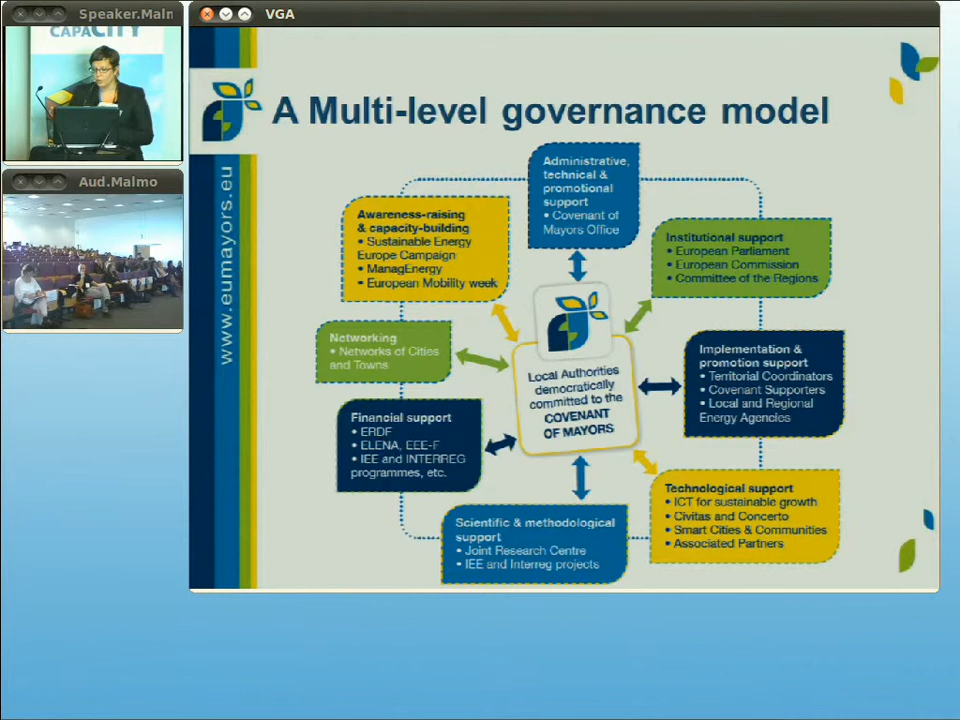 Speaker.Malm
VGA
CAPACITY
Aud.Malmo
www.eumayors.eu
A Multi-level governance model
Administrative,
technical &
promotional
support
• Covenant of
Mayors Office
Awareness-raising
& capacity-building
• Sustainable Energy
Europe Campaign
• ManagEnergy
• European Mobility week
Institutional support
• European Parliament
• European Commission
• Committee of the Regions
Networking
• Networks of Cities
and Towns
Local Authorities
democratically
committed to the
COVENANT
OF MAYORS
Implementation &
promotion support
• Territorial Coordinators
• Covenant Supporters
• Local and Regional
Energy Agencies
Financial support
• ERDF
• ELENA, EEE-F
• IEE and INTERREG
programmes, etc.
Scientific & methodological
support
• Joint Research Centre
• IEE and Interreg projects
Technological support
• ICT for sustainable growth
• Civitas and Concerto
• Smart Cities & Communities
• Associated Partners